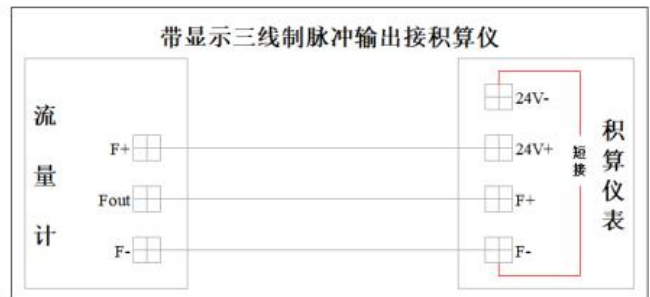 带显示三线制脉冲输出接积算仪
流量计
F+
Fout
F-
24V-
24V+
F+
F-
短接
积算仪表